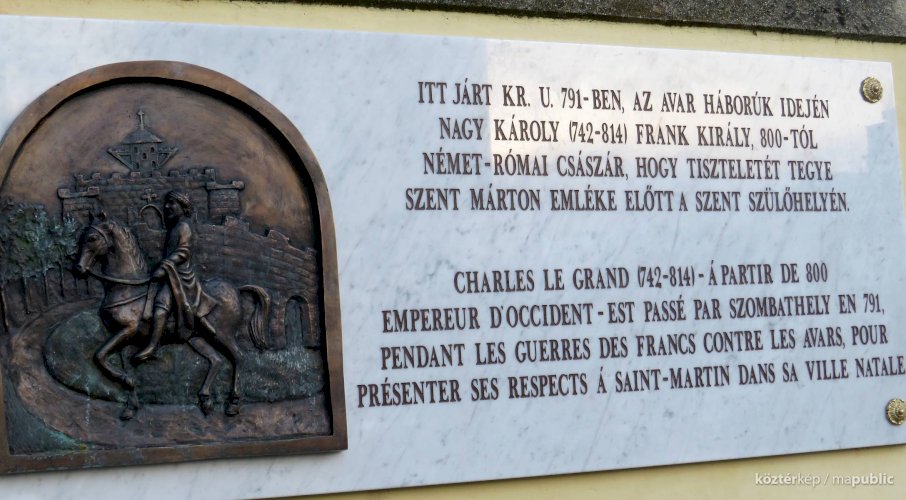 ITT JÁRT KR. U. 791-BEN, AZ AVAR HÁBORÚK IDEJÉN
NAGY KÁROLY (742-814) FRANK KIRÁLY, 800-TÓL
NÉMET-RÓMAI CSÁSZÁR, HOGY TISZTELETÉT TEGYE
SZENT MÁRTON EMLÉKE ELŐTT A SZENT SZÜLŐHELYÉN.
CHARLES LE GRAND (742-814)-Á PARTIR DE 800
EMPEREUR D'OCCIDENT-EST PASSÉ PAR SZOMBATHELY EN 791,
PENDANT LES GUERRES DES FRANCS CONTRE LES AVARS, POUR
PRÉSENTER SES RESPECTS Á SAINT-MARTIN DANS SA VILLE NATALE
köztérkép / mapublic